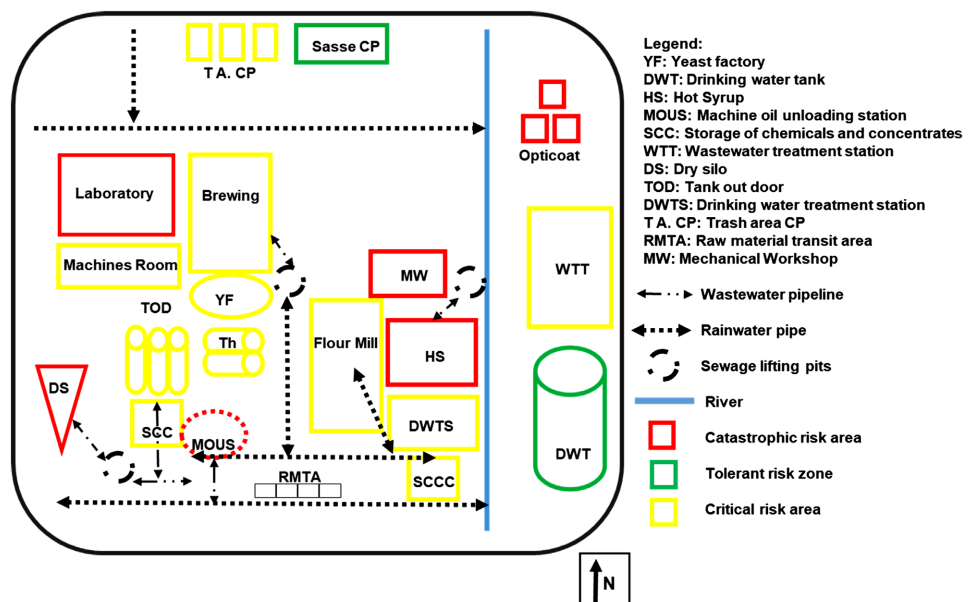 Sasse CP
T A. CP
Opticoat
Laboratory
Brewing
Machines Room
WTT
MW
TOD
YF
Th
Flour Mill
HS
DS
SCC
MOUS
DWTS
DWT
RMTA
SCCC
N
Legend:
YF: Yeast factory
DWT: Drinking water tank
HS: Hot Syrup
MOUS: Machine oil unloading station
SCC: Storage of chemicals and concentrates
WTT: Wastewater treatment station
DS: Dry silo
TOD: Tank out door
DWTS: Drinking water treatment station
T A. CP: Trash area CP
RMTA: Raw material transit area
MW: Mechanical Workshop
Wastewater pipeline
Rainwater pipe
Sewage lifting pits
River
Catastrophic risk area
Tolerant risk zone
Critical risk area